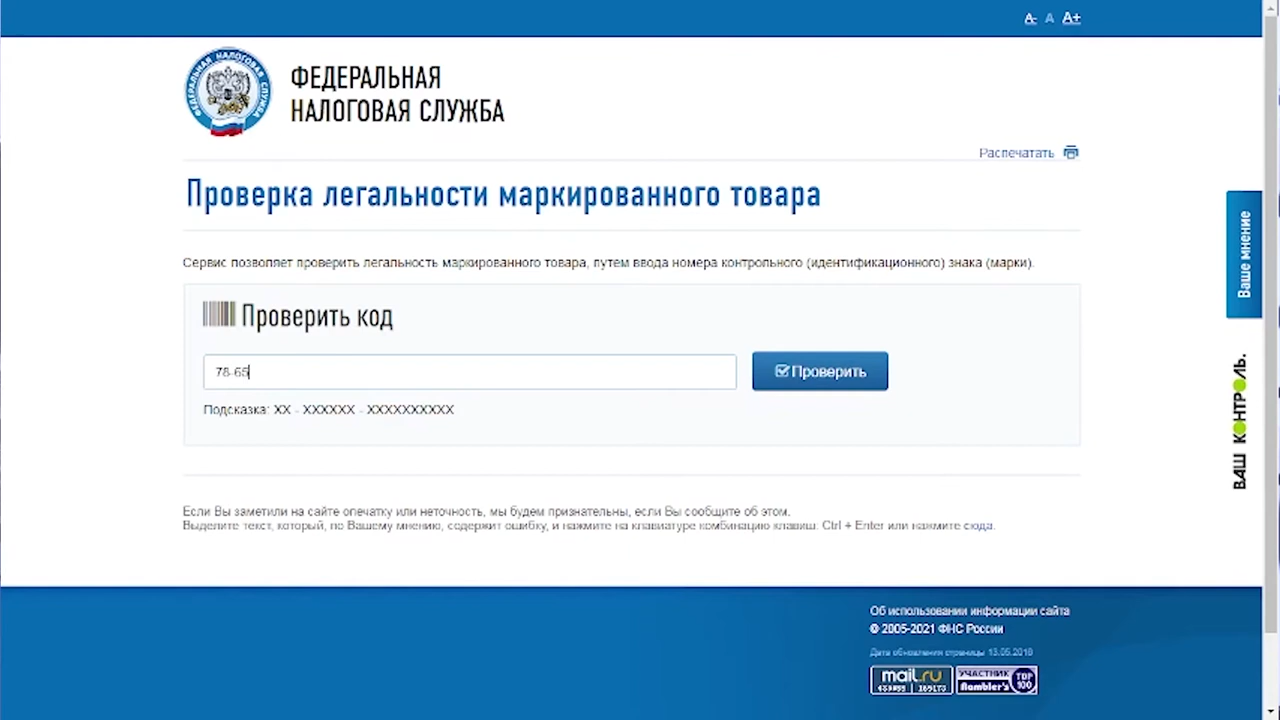 A- A A+
ФЕДЕРАЛЬНАЯ НАЛОГОВАЯ СЛУЖБА
ФЕДЕРАЛЬНАЯ
НАЛОГОВАЯ СЛУЖБА
Распечатать
Проверка легальности маркированного товара
Сервис позволяет проверить легальность маркированного товара, путем ввода номера контрольного (идентификационного) знака (марки).
Проверить код
78-65
Проверить
Подсказка: XX - XXXXXX - XXXXXXXXXX
Ваше мнение
ВАШ КОНТРОЛЬ.
Если Вы заметили на сайте опечатку или неточность, мы будем признательны, если Вы сообщите об этом.
Выделите текст, который, по Вашему мнению, содержит ошибку, и нажмите на клавиатуре комбинацию клавиш: Ctrl + Enter или нажмите сюда.
Об использовании информации сайта
© 2005-2021 ФНС России
Дата обновления страницы 13.05.2019
mail.ru
УЧАСТНИК
Rambler's
TOP
100